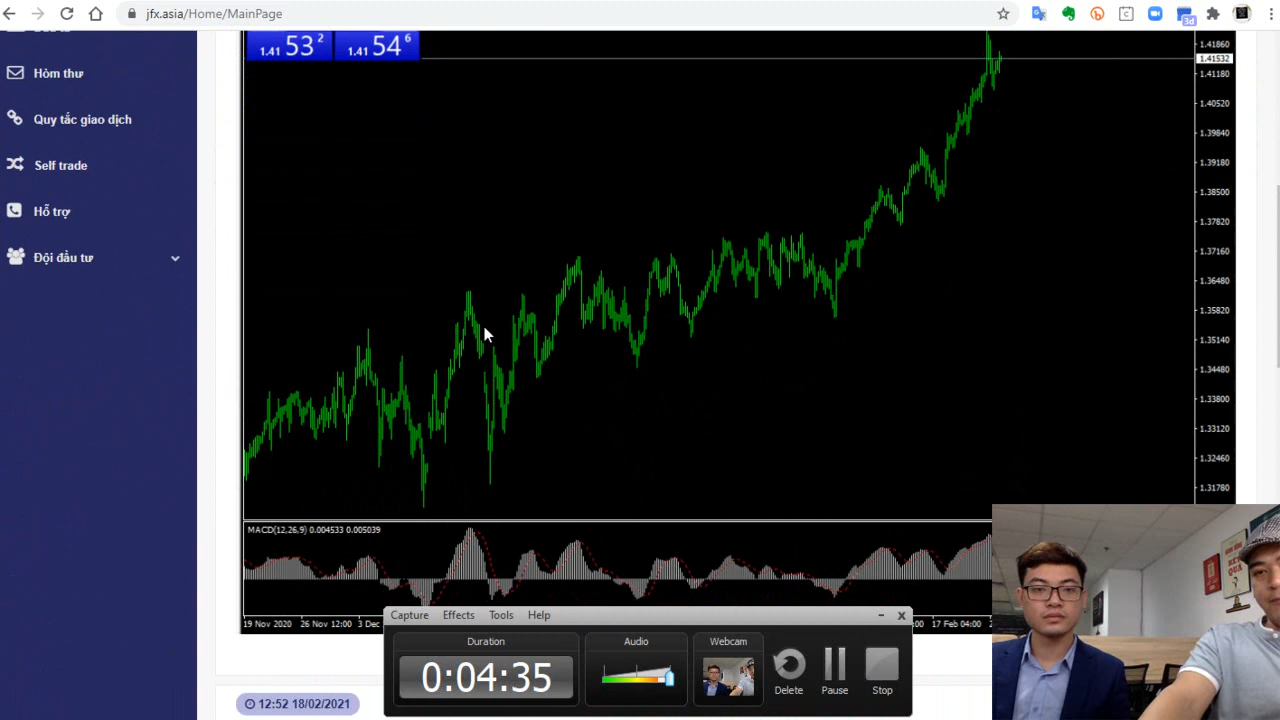 jfx.asia/Home/MainPage
3d
Hòm thư
Quy tắc giao dịch
Self trade
Hỗ trợ
Đội đầu tư
1.41 53 2
1.41 54 6
1.41860
1.41532
1.41180
1.40520
1.39840
1.39180
1.38500
1.37820
1.37160
1.36480
1.35820
1.35140
1.34480
1.33800
1.33120
1.32460
1.31780
MACD(12,26,9) 0.004533 0.005039
19 Nov 2020
26 Nov 12:00
3 Dec
:00
17 Feb 04:00
Capture Effects Tools Help
Duration
0:04:35
Audio
Webcam
Delete
Pause
Stop
12:52 18/02/2021